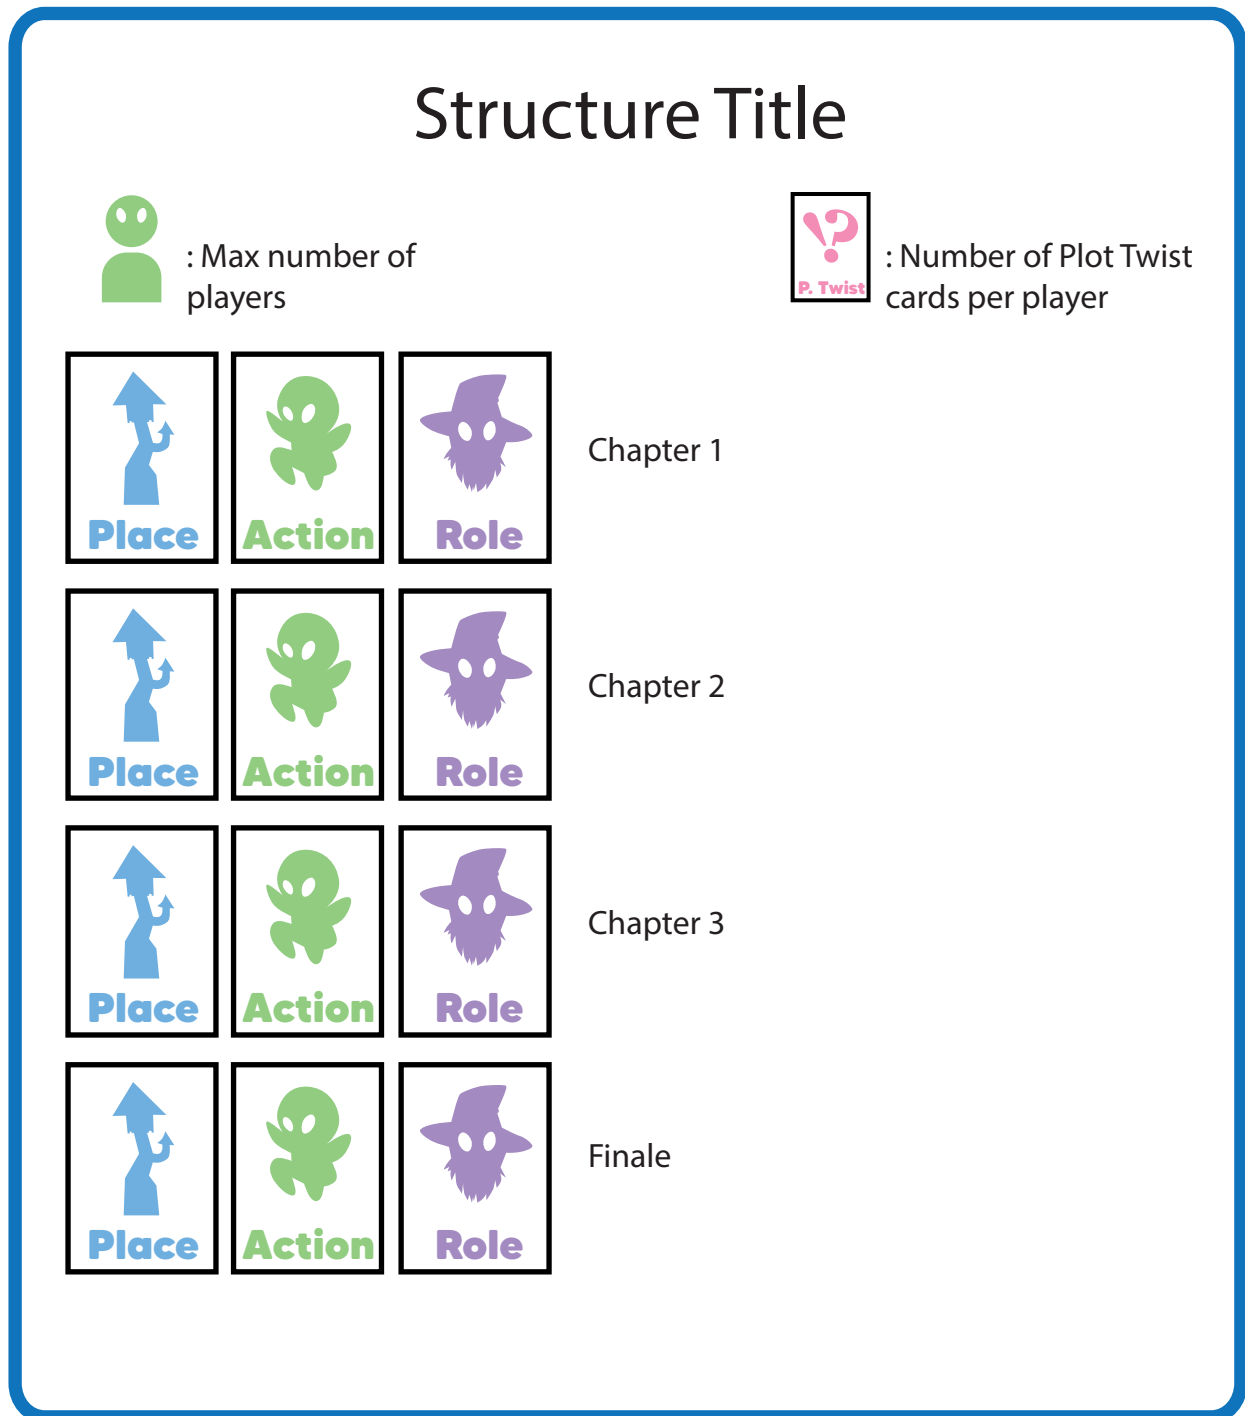 Structure Title
: Max number of
players
P. Twist
: Number of Plot Twist
cards per player
Place Action Role Chapter 1
Place Action Role Chapter 2
Place Action Role Chapter 3
Place Action Role Finale